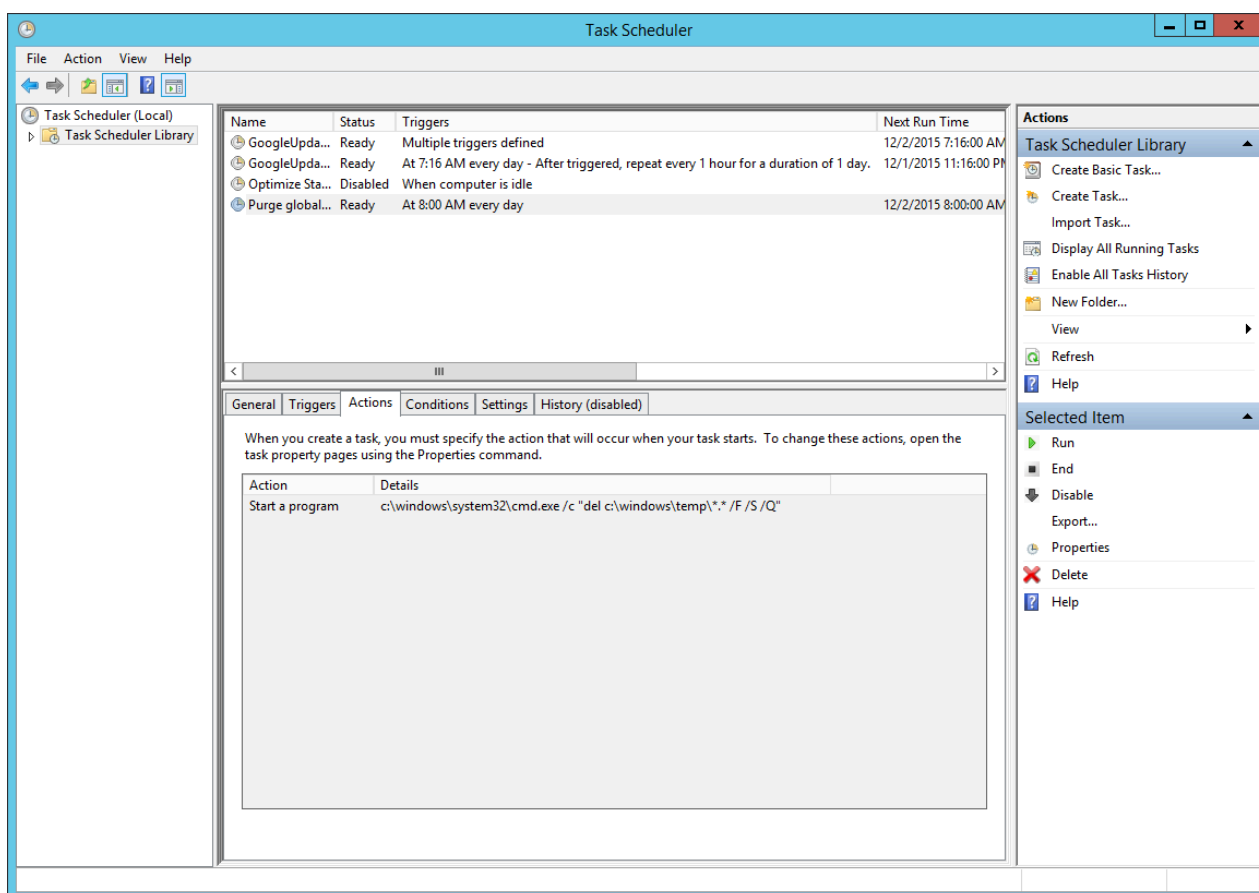 Task Scheduler
File Action View Help
Task Scheduler (Local)
Task Scheduler Library
Name Status Triggers Next Run Time
GoogleUpda... Ready Multiple triggers defined 12/2/2015 7:16:00 AM
GoogleUpda... Ready At 7:16 AM every day - After triggered, repeat every 1 hour for a duration of 1 day. 12/1/2015 11:16:00 PM
Optimize Sta... Disabled When computer is idle
Purge global... Ready At 8:00 AM every day 12/2/2015 8:00:00 AM
General Triggers Actions Conditions Settings History (disabled)
When you create a task, you must specify the action that will occur when your task starts. To change these actions, open the
task property pages using the Properties command.
Action Details
Start a program c:\windows\system32\cmd.exe /c "del c:\windows\temp\*.* /F /S /Q"
Actions
Task Scheduler Library
Create Basic Task...
Create Task...
Import Task...
Display All Running Tasks
Enable All Tasks History
New Folder...
View
Refresh
Help
Selected Item
Run
End
Disable
Export...
Properties
Delete
Help